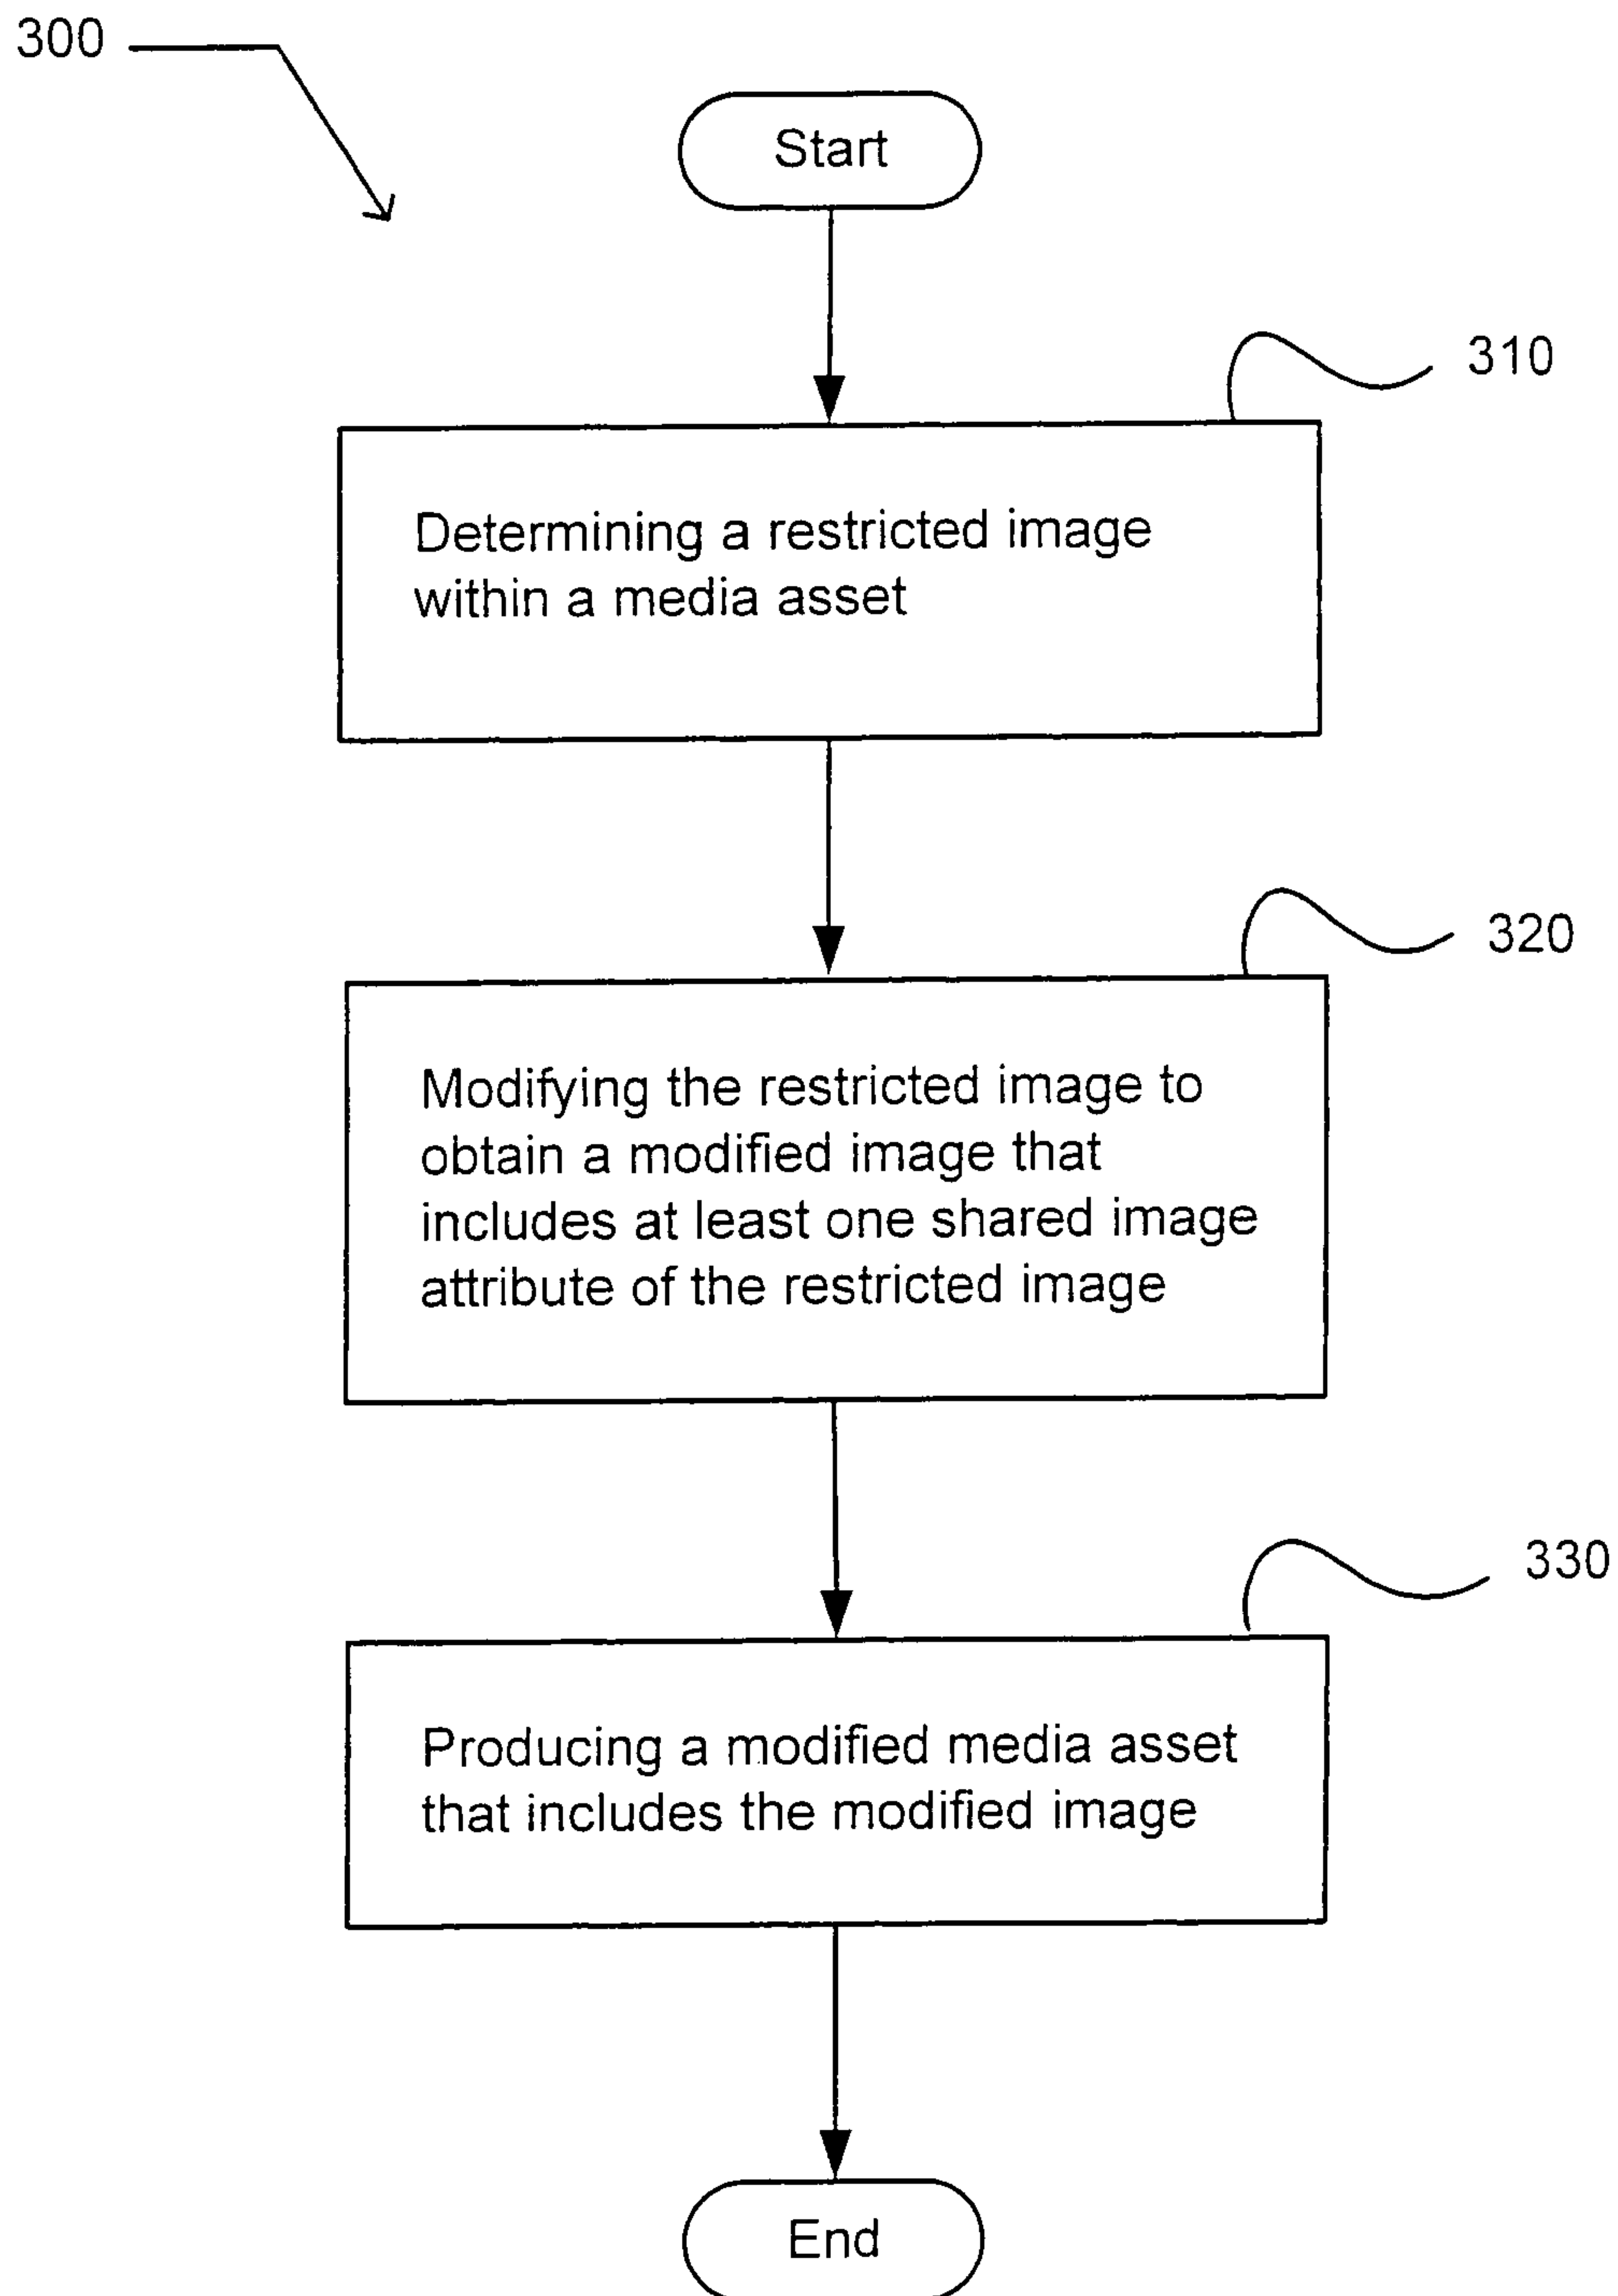 300
Start
310
Determining a restricted image
within a media asset
320
Modifying the restricted image to
obtain a modified image that
includes at least one shared image
attribute of the restricted image
330
Producing a modified media asset
that includes the modified image
End